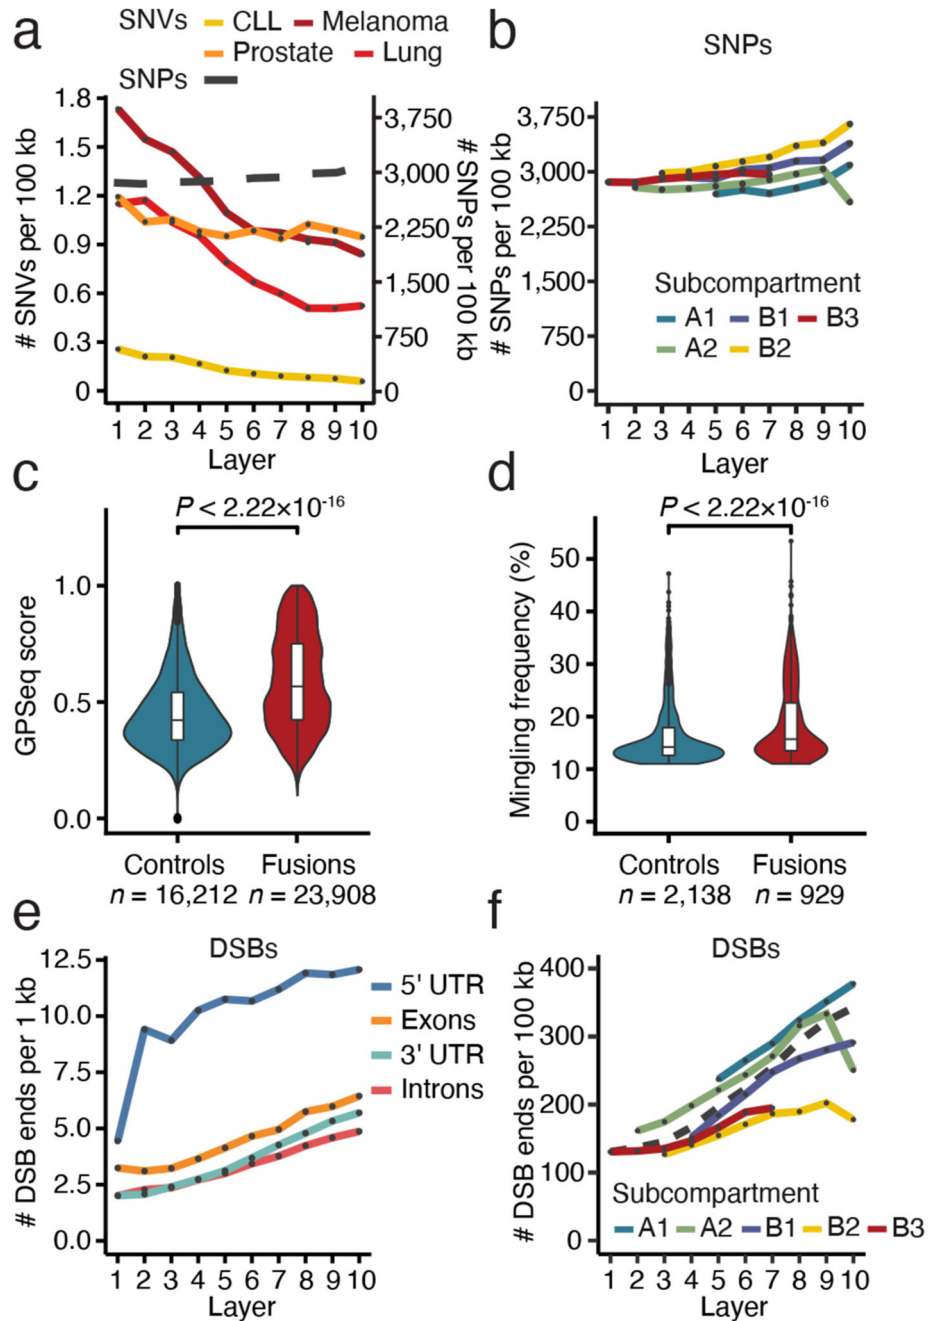 a
SNVs CLL Melanoma
Prostate Lung
SNPs
# SNVs per 100 kb
1.8
1.5
1.2
0.9
0.6
0.3
0
3,750
3,000
2,250
1,500
750
0
# SNPs per 100 kb
1 2 3 4 5 6 7 8 9 10
Layer
b
SNPs
# SNPs per 100 kb
3,750
3,000
2,250
1,500
750
0
Subcompartment
A1 B1 B3
A2 B2
1 2 3 4 5 6 7 8 9 10
Layer
c
P < 2.22×10-16
GPSeq score
1.0
0.5
0.0
Controls Fusions
n = 16,212 n = 23,908
d
P < 2.22×10-16
Mingling frequency (%)
50
40
30
20
10
0
Controls Fusions
n = 2,138 n = 929
e
DSBs
# DSB ends per 1 kb
12.5
10.0
7.5
5.0
2.5
0.0
5' UTR
Exons
3' UTR
Introns
1 2 3 4 5 6 7 8 9 10
Layer
f
DSBs
# DSB ends per 100 kb
400
300
200
100
0
Subcompartment
A1 A2 B1 B2 B3
1 2 3 4 5 6 7 8 9 10
Layer